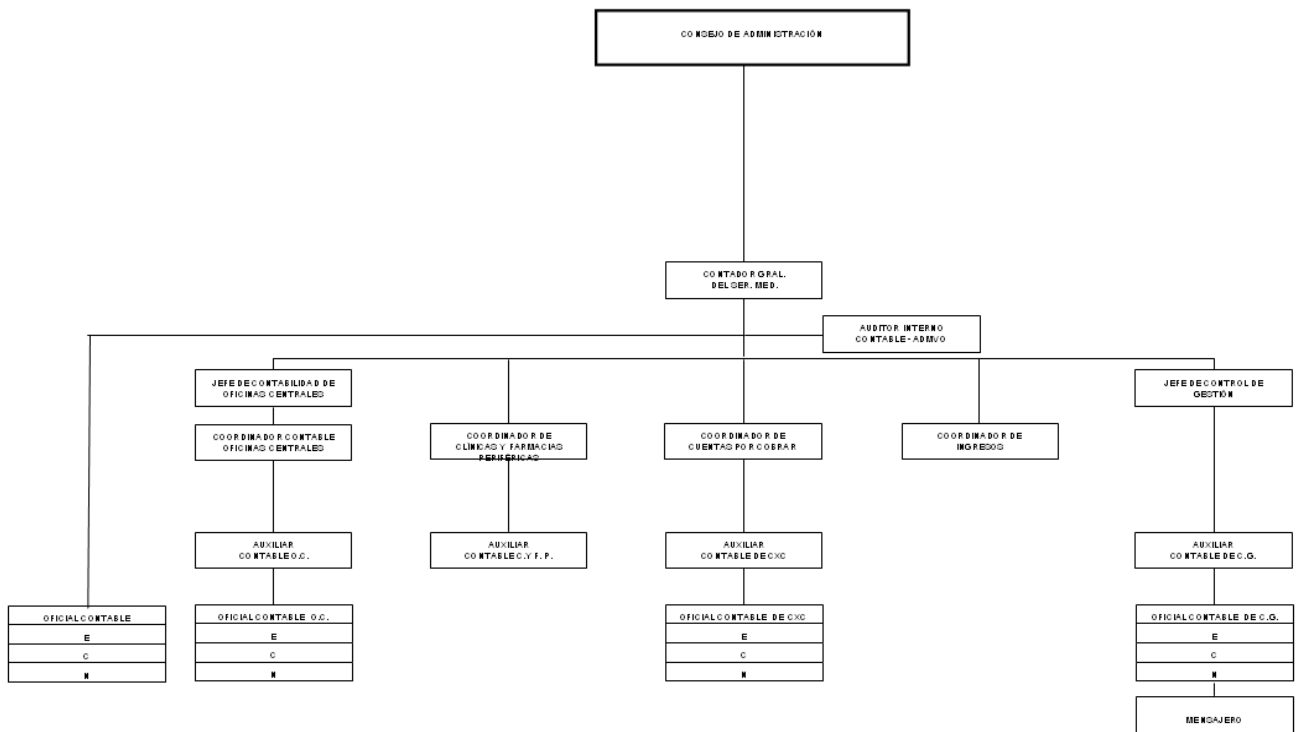 CONSEJO DE ADMINISTRACIÓN
CONTADOR GRAL.
DEL SER. MED.
AUDITOR INTERNO
CONTABLE - ADMVO
JEFE DE CONTABILIDAD DE
OFICINAS CENTRALES
JEFE DE CONTROL DE
GESTIÓN
COORDINADOR CONTABLE
OFICINAS CENTRALES
COORDINADOR DE
CLÍNICAS Y FARMACIAS
PERIFÉRICAS
COORDINADOR DE
CUENTAS POR COBRAR
COORDINADOR DE
INGRESOS
AUXILIAR
CONTABLE O.C.
AUXILIAR
CONTABLE C. Y F. P.
AUXILIAR
CONTABLE DE CXC
AUXILIAR
CONTABLE DE C.G.
OFICIAL CONTABLE
E
C
N
OFICIAL CONTABLE O.C.
E
C
N
OFICIAL CONTABLE DE CXC
E
C
N
OFICIAL CONTABLE DE C.G.
E
C
N
MENSAJERO